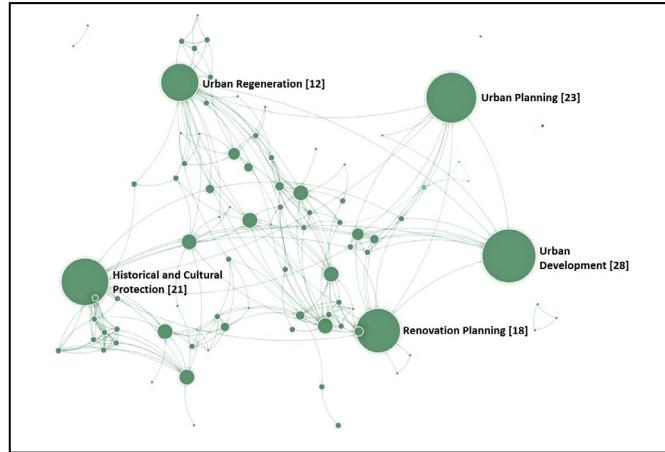 Urban Regeneration [12]
Urban Planning [23]
Urban
Development [28]
Historical and Cultural
Protection [21]
Renovation Planning [18]